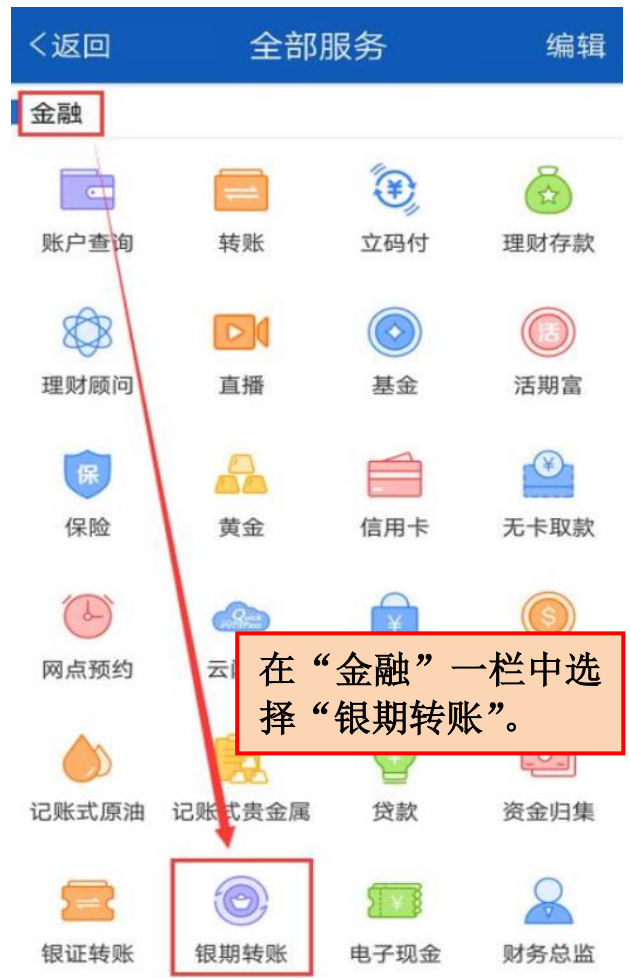 <返回 全部服务 编辑
金融
账户查询 转账 立码付 理财存款
理财顾问 直播 基金 活期富
活
保
保险 黄金 信用卡 无卡取款
Quick
网点预约 云
在“金融”一栏中选
择“银期转账”。
记账式原油 记账式贵金属 贷款 资金归集
银证转账 银期转账 电子现金 财务总监